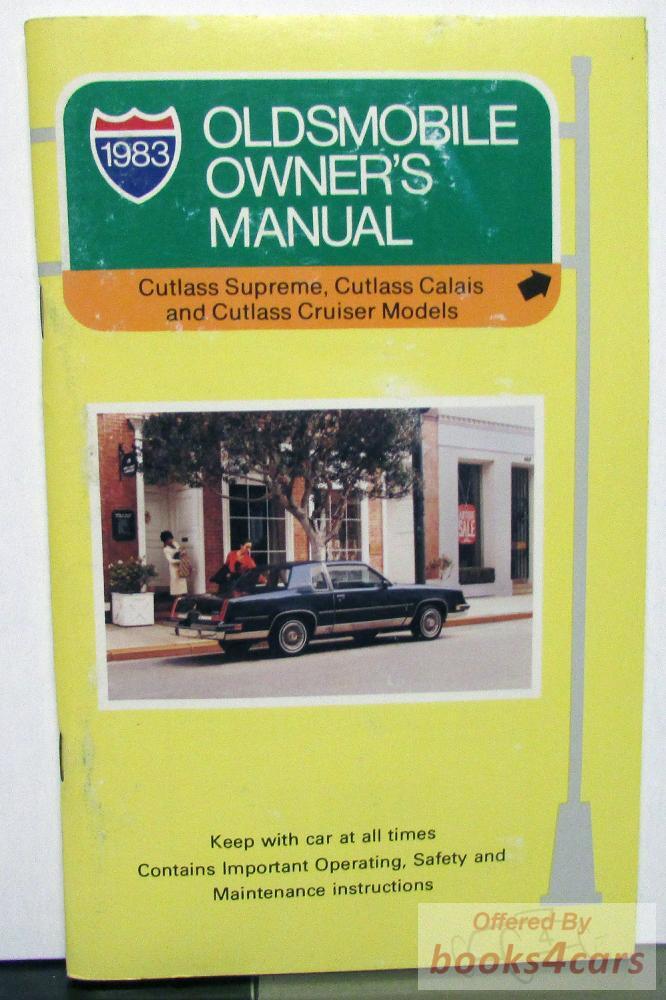 1983
OLDSMOBILE
OWNER'S
MANUAL
Cutlass Supreme, Cutlass Calais
and Cutlass Cruiser Models
SALE
Keep with car at all times
Contains Important Operating, Safety and
Maintenance instructions
Offered By
books4cars